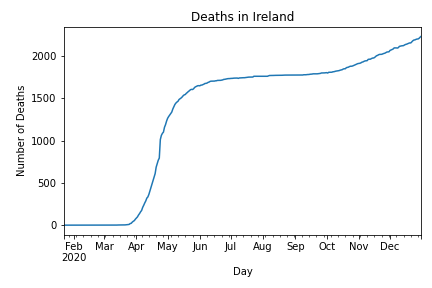 Deaths in Ireland
Number of Deaths
2000
1500
1000
500
0
Feb Mar Apr May Jun Jul Aug Sep Oct Nov Dec
2020
Day